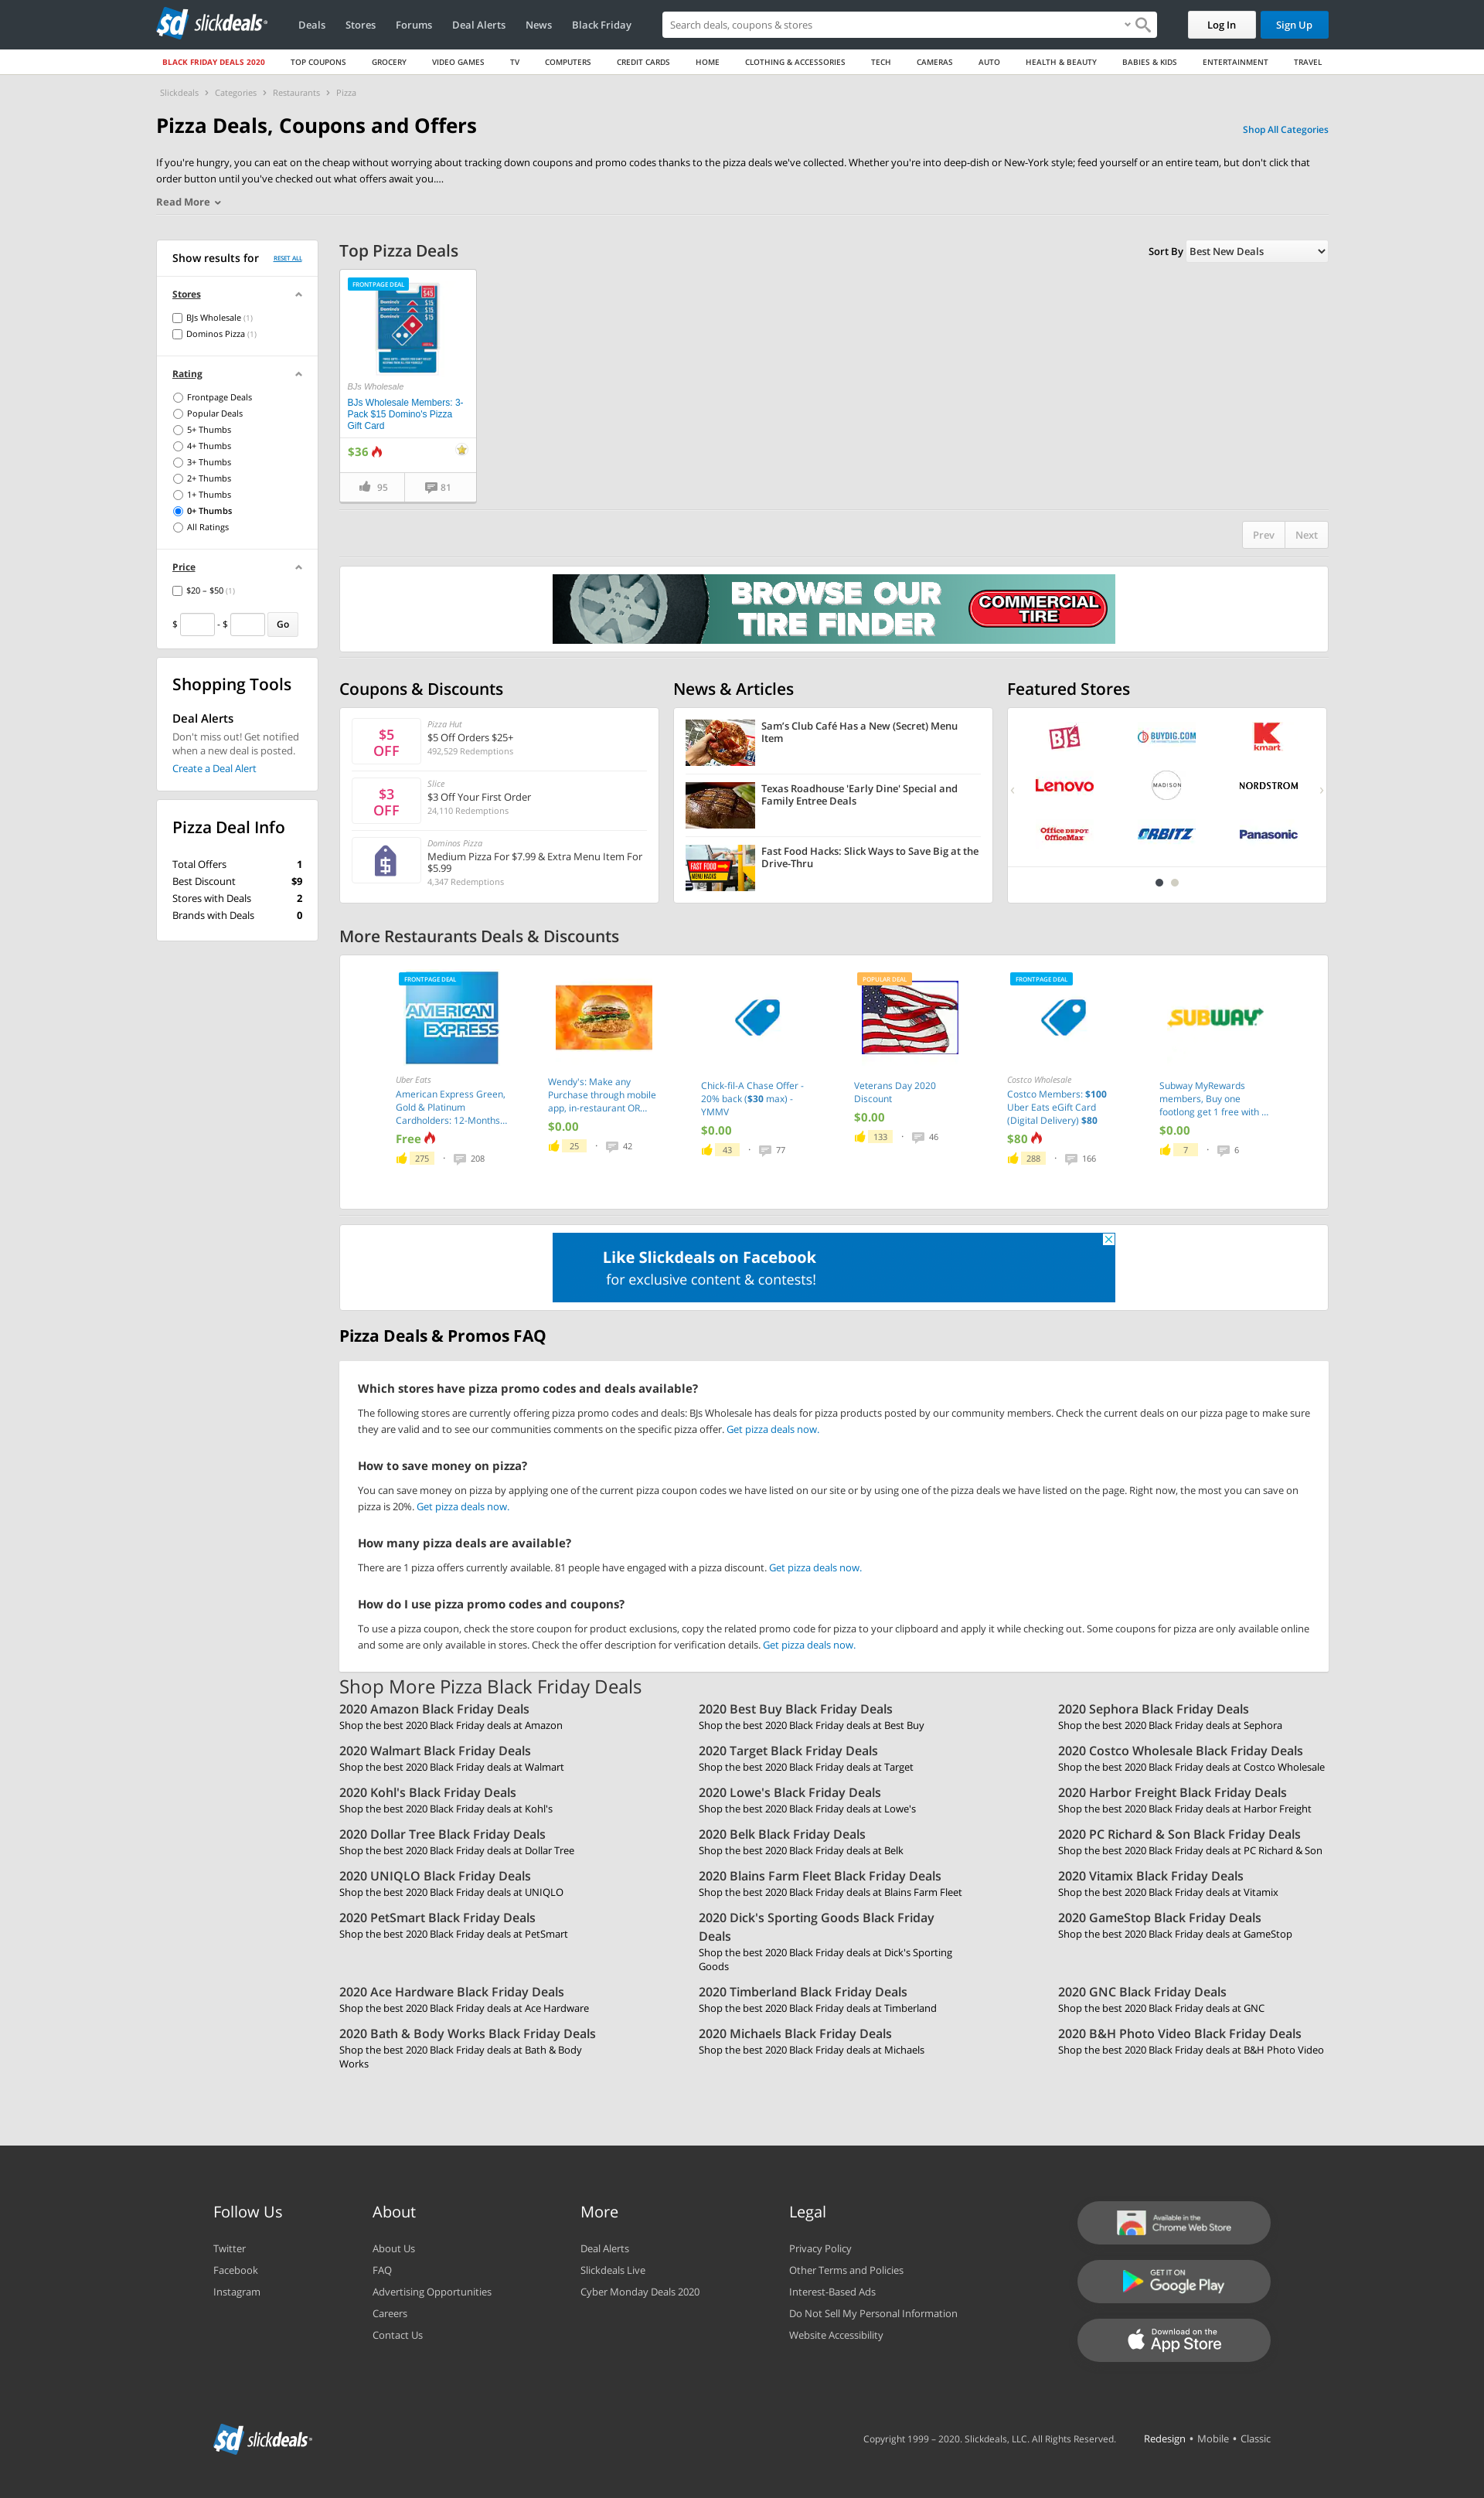 slickdeals
Deals Stores Forums Deal Alerts News Black Friday
Search deals, coupons & stores
Log In Sign Up
BLACK FRIDAY DEALS 2020 TOP COUPONS GROCERY VIDEO GAMES TV COMPUTERS CREDIT CARDS HOME CLOTHING & ACCESSORIES TECH CAMERAS AUTO HEALTH & BEAUTY BABIES & KIDS ENTERTAINMENT TRAVEL
Slickdeals › Categories › Restaurants › Pizza
Pizza Deals, Coupons and Offers
Shop All Categories
If you're hungry, you can eat on the cheap without worrying about tracking down coupons and promo codes thanks to the pizza deals we've collected. Whether you're into deep-dish or New-York style; feed yourself or an entire team, but don't click that
order button until you've checked out what offers await you....
Read More
Show results for RESET ALL
Stores
BJs Wholesale (1)
Dominos Pizza (1)
Rating
Frontpage Deals
Popular Deals
5+ Thumbs
4+ Thumbs
3+ Thumbs
2+ Thumbs
1+ Thumbs
0+ Thumbs
All Ratings
Price
$20 – $50 (1)
$ - $ Go
Shopping Tools
Deal Alerts
Don't miss out! Get notified
when a new deal is posted.
Create a Deal Alert
Pizza Deal Info
Total Offers 1
Best Discount $9
Stores with Deals 2
Brands with Deals 0
Top Pizza Deals
Sort By Best New Deals
FRONTPAGE DEAL
$45
Domino's $15
Domino's $15
Domino's $15
BJs Wholesale
BJs Wholesale Members: 3-
Pack $15 Domino's Pizza
Gift Card
$36
95 81
Prev Next
BROWSE OUR
TIRE FINDER
COMMERCIAL
TIRE
Coupons & Discounts
$5
OFF
Pizza Hut
$5 Off Orders $25+
492,529 Redemptions
$3
OFF
Slice
$3 Off Your First Order
24,110 Redemptions
Dominos Pizza
Medium Pizza For $7.99 & Extra Menu Item For
$5.99
4,347 Redemptions
News & Articles
Sam's Club Café Has a New (Secret) Menu
Item
Texas Roadhouse 'Early Dine' Special and
Family Entree Deals
FAST FOOD
MENU HACKS
Fast Food Hacks: Slick Ways to Save Big at the
Drive-Thru
Featured Stores
BJ's BUYDIG.COM kmart
Lenovo MADISON NORDSTROM
Office DEPOT
OfficeMax
ORBITZ Panasonic
More Restaurants Deals & Discounts
FRONTPAGE DEAL
AMERICAN
EXPRESS
Uber Eats
American Express Green,
Gold & Platinum
Cardholders: 12-Months...
Free
275 · 208
Wendy's: Make any
Purchase through mobile
app, in-restaurant OR...
$0.00
25 · 42
Chick-fil-A Chase Offer -
20% back ($30 max) -
YMMV
$0.00
43 · 77
POPULAR DEAL
Veterans Day 2020
Discount
$0.00
133 · 46
FRONTPAGE DEAL
Costco Wholesale
Costco Members: $100
Uber Eats eGift Card
(Digital Delivery) $80
$80
288 · 166
SUBWAY
Subway MyRewards
members, Buy one
footlong get 1 free with ...
$0.00
7 · 6
Like Slickdeals on Facebook
for exclusive content & contests!
Pizza Deals & Promos FAQ
Which stores have pizza promo codes and deals available?
The following stores are currently offering pizza promo codes and deals: BJs Wholesale has deals for pizza products posted by our community members. Check the current deals on our pizza page to make sure
they are valid and to see our communities comments on the specific pizza offer. Get pizza deals now.
How to save money on pizza?
You can save money on pizza by applying one of the current pizza coupon codes we have listed on our site or by using one of the pizza deals we have listed on the page. Right now, the most you can save on
pizza is 20%. Get pizza deals now.
How many pizza deals are available?
There are 1 pizza offers currently available. 81 people have engaged with a pizza discount. Get pizza deals now.
How do I use pizza promo codes and coupons?
To use a pizza coupon, check the store coupon for product exclusions, copy the related promo code for pizza to your clipboard and apply it while checking out. Some coupons for pizza are only available online
and some are only available in stores. Check the offer description for verification details. Get pizza deals now.
Shop More Pizza Black Friday Deals
2020 Amazon Black Friday Deals
Shop the best 2020 Black Friday deals at Amazon
2020 Best Buy Black Friday Deals
Shop the best 2020 Black Friday deals at Best Buy
2020 Sephora Black Friday Deals
Shop the best 2020 Black Friday deals at Sephora
2020 Walmart Black Friday Deals
Shop the best 2020 Black Friday deals at Walmart
2020 Target Black Friday Deals
Shop the best 2020 Black Friday deals at Target
2020 Costco Wholesale Black Friday Deals
Shop the best 2020 Black Friday deals at Costco Wholesale
2020 Kohl's Black Friday Deals
Shop the best 2020 Black Friday deals at Kohl's
2020 Lowe's Black Friday Deals
Shop the best 2020 Black Friday deals at Lowe's
2020 Harbor Freight Black Friday Deals
Shop the best 2020 Black Friday deals at Harbor Freight
2020 Dollar Tree Black Friday Deals
Shop the best 2020 Black Friday deals at Dollar Tree
2020 Belk Black Friday Deals
Shop the best 2020 Black Friday deals at Belk
2020 PC Richard & Son Black Friday Deals
Shop the best 2020 Black Friday deals at PC Richard & Son
2020 UNIQLO Black Friday Deals
Shop the best 2020 Black Friday deals at UNIQLO
2020 Blains Farm Fleet Black Friday Deals
Shop the best 2020 Black Friday deals at Blains Farm Fleet
2020 Vitamix Black Friday Deals
Shop the best 2020 Black Friday deals at Vitamix
2020 PetSmart Black Friday Deals
Shop the best 2020 Black Friday deals at PetSmart
2020 Dick's Sporting Goods Black Friday
Deals
Shop the best 2020 Black Friday deals at Dick's Sporting
Goods
2020 GameStop Black Friday Deals
Shop the best 2020 Black Friday deals at GameStop
2020 Ace Hardware Black Friday Deals
Shop the best 2020 Black Friday deals at Ace Hardware
2020 Timberland Black Friday Deals
Shop the best 2020 Black Friday deals at Timberland
2020 GNC Black Friday Deals
Shop the best 2020 Black Friday deals at GNC
2020 Bath & Body Works Black Friday Deals
Shop the best 2020 Black Friday deals at Bath & Body
Works
2020 Michaels Black Friday Deals
Shop the best 2020 Black Friday deals at Michaels
2020 B&H Photo Video Black Friday Deals
Shop the best 2020 Black Friday deals at B&H Photo Video
Follow Us
Twitter
Facebook
Instagram
About
About Us
FAQ
Advertising Opportunities
Careers
Contact Us
More
Deal Alerts
Slickdeals Live
Cyber Monday Deals 2020
Legal
Privacy Policy
Other Terms and Policies
Interest-Based Ads
Do Not Sell My Personal Information
Website Accessibility
Available in the
Chrome Web Store
GET IT ON
Google Play
Download on the
App Store
slickdeals
Copyright 1999 – 2020. Slickdeals, LLC. All Rights Reserved. Redesign • Mobile • Classic